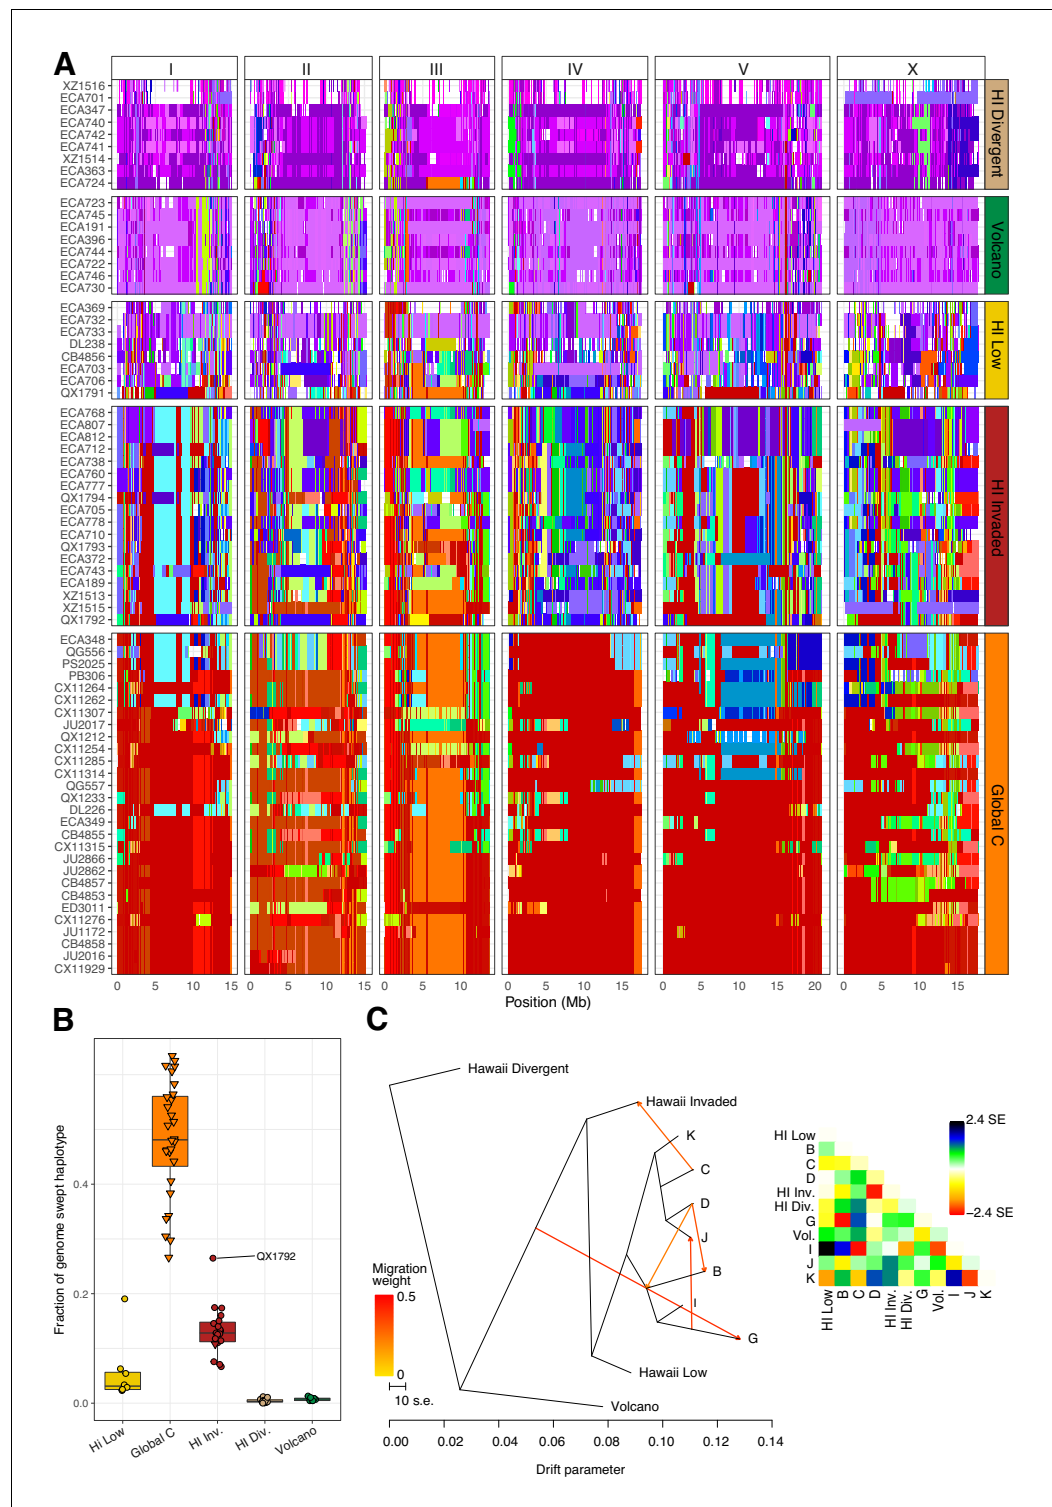 A
I II III IV V X
XZ1516
ECA701
ECA347
ECA740
ECA742
ECA741
XZ1514
ECA363
ECA724
HI Divergent
ECA723
ECA745
ECA191
ECA396
ECA744
ECA722
ECA746
ECA730
Volcano
ECA369
ECA732
ECA733
DL238
CB4856
ECA703
ECA706
QX1791
HI Low
ECA768
ECA807
ECA812
ECA712
ECA738
ECA760
ECA777
QX1794
ECA705
ECA778
ECA710
QX1793
ECA372
ECA743
ECA189
XZ1513
XZ1515
QX1792
HI Invaded
ECA348
QG556
PS2025
PB306
CX11264
CX11262
CX11307
JU2017
QX1212
CX11254
CX11285
CX11314
QG557
QX1233
DL226
ECA349
CB4855
CX11315
JU2866
JU2862
CB4857
CB4853
ED3011
CX11276
JU1172
CB4858
JU2016
CX11929
Global C
0 5 10 15 0 5 10 15 0 5 10 0 5 10 15 0 5 10 15 20 0 5 10 15
Position (Mb)
B
Fraction of genome swept haplotype
0.4
0.2
0.0
QX1792
HI Low
Global C
HI Inv.
HI Div.
Volcano
C
Hawaii Divergent
Hawaii Invaded
K
C
D
J
B
I
G
Hawaii Low
Volcano
Migration
weight
0.5
0
10 s.e.
0.00 0.02 0.04 0.06 0.08 0.10 0.12 0.14
Drift parameter
2.4 SE
−2.4 SE
HI Low
B
C
D
HI Inv.
HI Div.
G
Vol.
I
J
K
HI Low
B
C
D
HI Inv.
HI Div.
G
Vol.
I
J
K